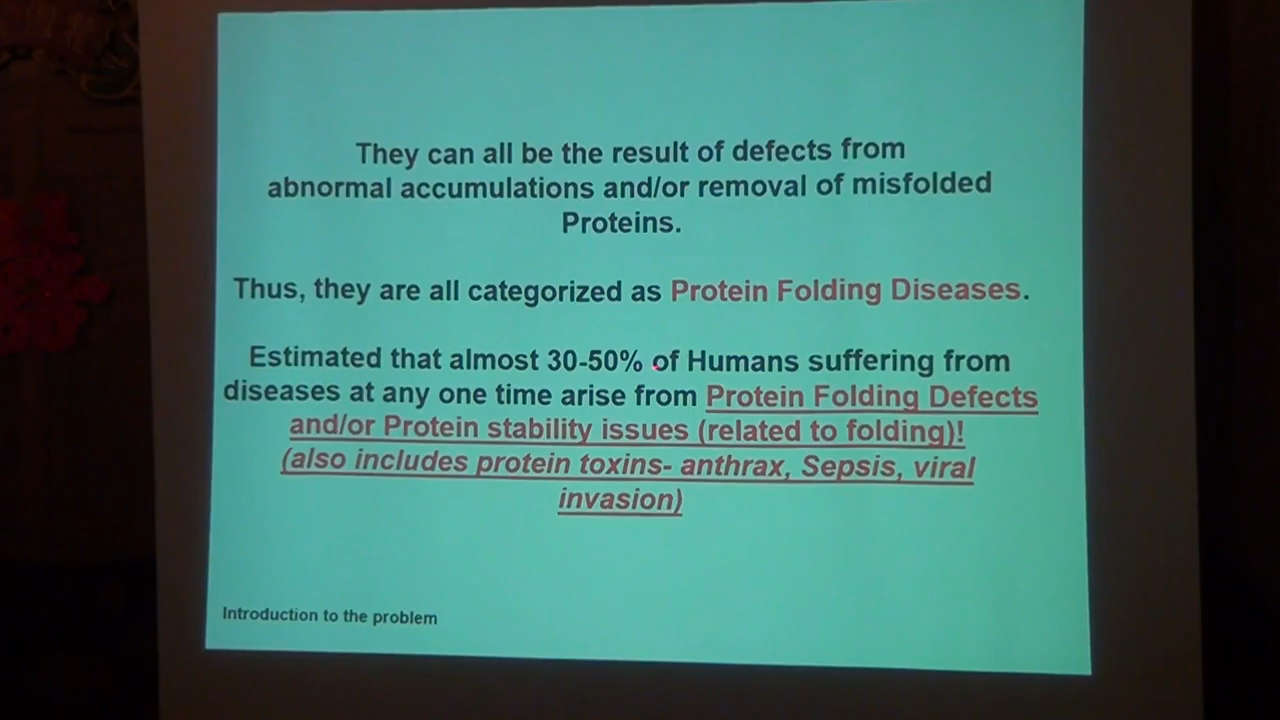 They can all be the result of defects from
abnormal accumulations and/or removal of misfolded
Proteins.
Thus, they are all categorized as Protein Folding Diseases.
Estimated that almost 30-50% of Humans suffering from
diseases at any one time arise from Protein Folding Defects
and/or Protein stability issues (related to folding)!
(also includes protein toxins- anthrax, Sepsis, viral
invasion)
Introduction to the problem